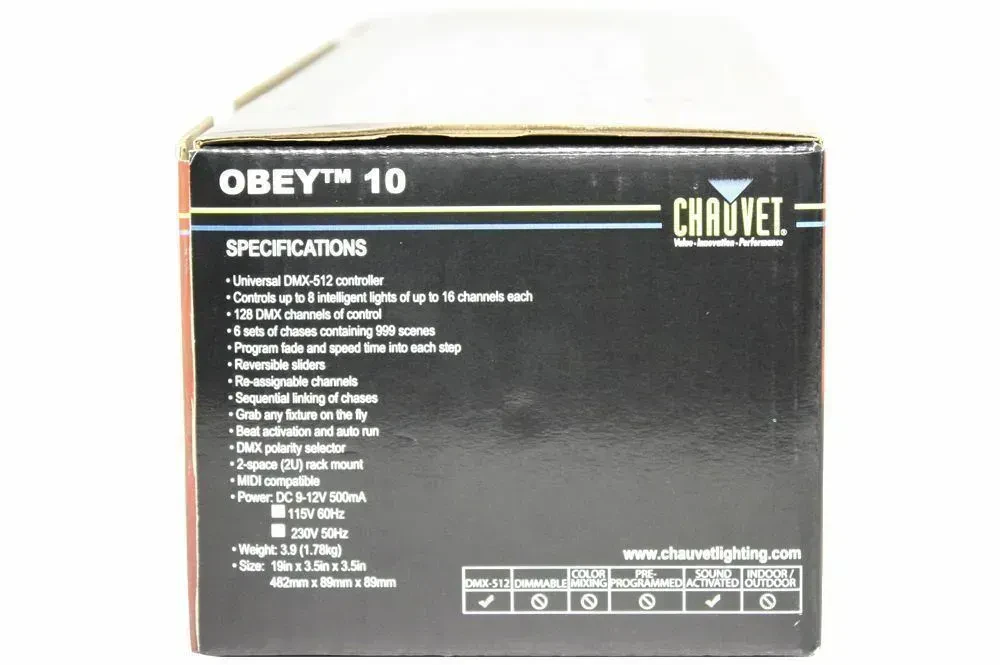 OBEY™ 10
CHAUVET®
Value • Innovation • Performance
SPECIFICATIONS
• Universal DMX-512 controller
• Controls up to 8 intelligent lights of up to 16 channels each
• 128 DMX channels of control
• 6 sets of chases containing 999 scenes
• Program fade and speed time into each step
• Reversible sliders
• Re-assignable channels
• Sequential linking of chases
• Grab any fixture on the fly
• Beat activation and auto run
• DMX polarity selector
• 2-space (2U) rack mount
• MIDI compatible
• Power: DC 9-12V 500mA
115V 60Hz
230V 50Hz
• Weight: 3.9 (1.78kg)
• Size: 19in x 3.5in x 3.5in
482mm x 89mm x 89mm
www.chauvetlighting.com
DMX-512 DIMMABLE COLOR MIXING PRE-PROGRAMMED SOUND ACTIVATED INDOOR / OUTDOOR